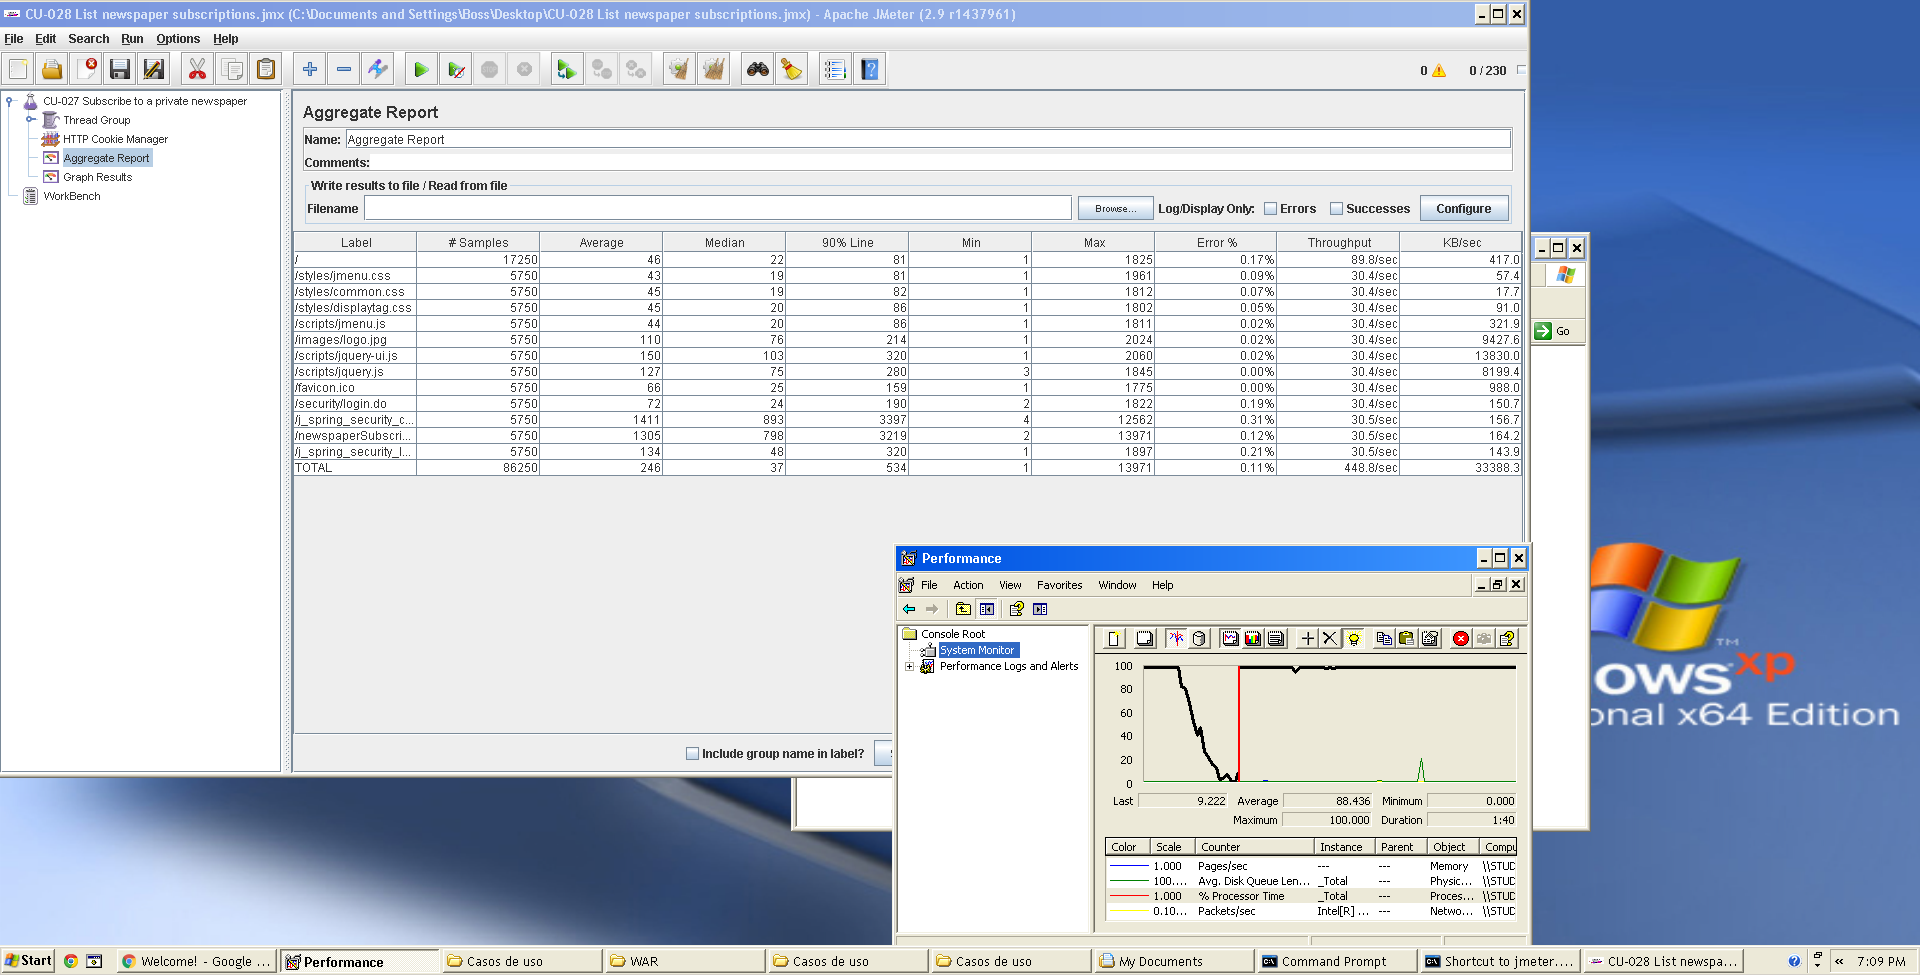 CU-028 List newspaper subscriptions.jmx (C:\Documents and Settings\Boss\Desktop\CU-028 List newspaper subscriptions.jmx) - Apache JMeter (2.9 r1437961)
File Edit Search Run Options Help
0 0 / 230
CU-027 Subscribe to a private newspaper
Thread Group
HTTP Cookie Manager
Aggregate Report
Graph Results
WorkBench
Aggregate Report
Name: Aggregate Report
Comments:
Write results to file / Read from file
Filename Browse... Log/Display Only: Errors Successes Configure
Label # Samples Average Median 90% Line Min Max Error % Throughput KB/sec
/ 17250 46 22 81 1 1825 0.17% 89.8/sec 417.0
/styles/jmenu.css 5750 43 19 81 1 1961 0.09% 30.4/sec 57.4
/styles/common.css 5750 45 19 82 1 1812 0.07% 30.4/sec 17.7
/styles/displaytag.css 5750 45 20 86 1 1802 0.05% 30.4/sec 91.0
/scripts/jmenu.js 5750 44 20 86 1 1811 0.02% 30.4/sec 321.9
/images/logo.jpg 5750 110 76 214 1 2024 0.02% 30.4/sec 9427.6
/scripts/jquery-ui.js 5750 150 103 320 1 2060 0.02% 30.4/sec 13830.0
/scripts/jquery.js 5750 127 75 280 3 1845 0.00% 30.4/sec 8199.4
/favicon.ico 5750 66 25 159 1 1775 0.00% 30.4/sec 988.0
/security/login.do 5750 72 24 190 2 1822 0.19% 30.4/sec 150.7
/j_spring_security_c... 5750 1411 893 3397 4 12562 0.31% 30.5/sec 156.7
/newspaperSubscri... 5750 1305 798 3219 2 13971 0.12% 30.5/sec 164.2
/j_spring_security_l... 5750 134 48 320 1 1897 0.21% 30.5/sec 143.9
TOTAL 86250 246 37 534 1 13971 0.11% 448.8/sec 33388.3
Include group name in label?
Go
Performance
File Action View Favorites Window Help
Console Root
System Monitor
Performance Logs and Alerts
100
80
60
40
20
0
Last 9.222 Average 88.436 Minimum 0.000
Maximum 100.000 Duration 1:40
Color Scale Counter Instance Parent Object Compu
1.000 Pages/sec --- --- Memory \\STUD
100.... Avg. Disk Queue Len... _Total --- Physic... \\STUD
1.000 % Processor Time _Total --- Proces... \\STUD
0.10... Packets/sec Intel[R] ... --- Netwo... \\STUD
ows xp TM
onal x64 Edition
Start Welcome! - Google ... Performance Casos de uso WAR Casos de uso Casos de uso My Documents Command Prompt Shortcut to jmeter.... CU-028 List newspa... « 7:09 PM